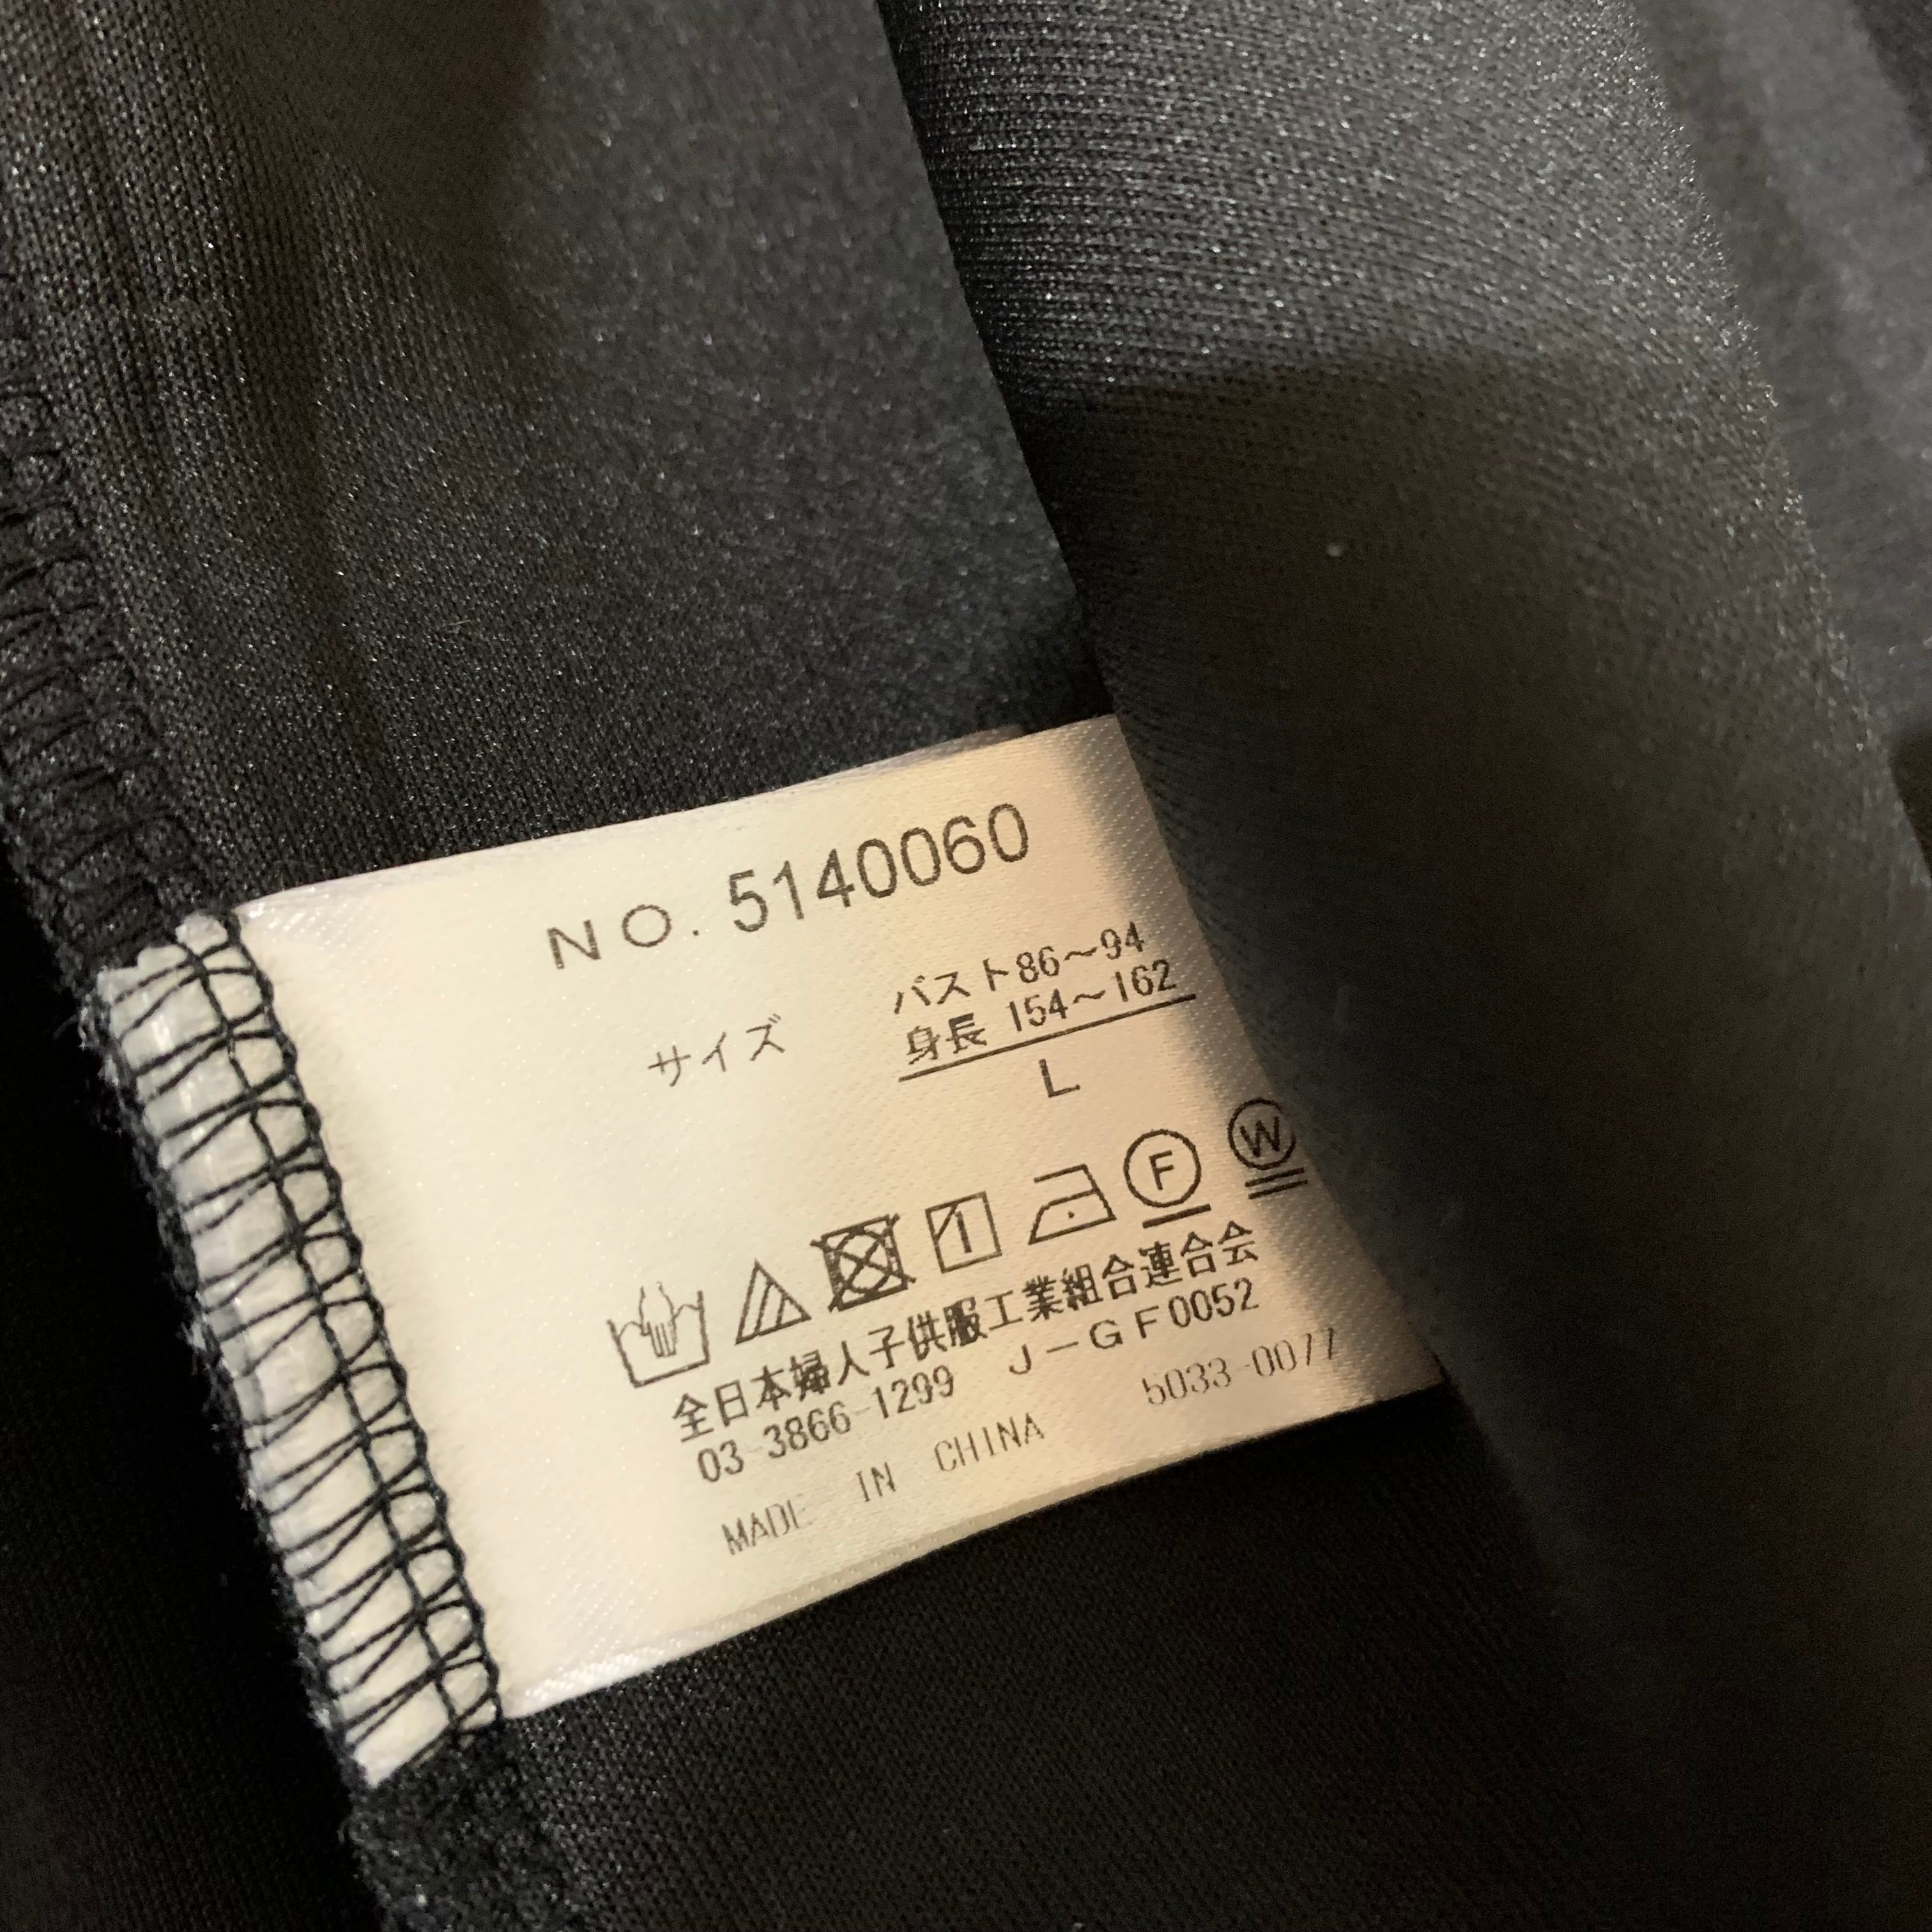 NO. 5140060
バスト86～94
サイズ 身長 154～162
L
F W
全日本婦人子供服工業組合連合会
03-3866-1299 J-GF0052
MADE IN CHINA 5033-0077